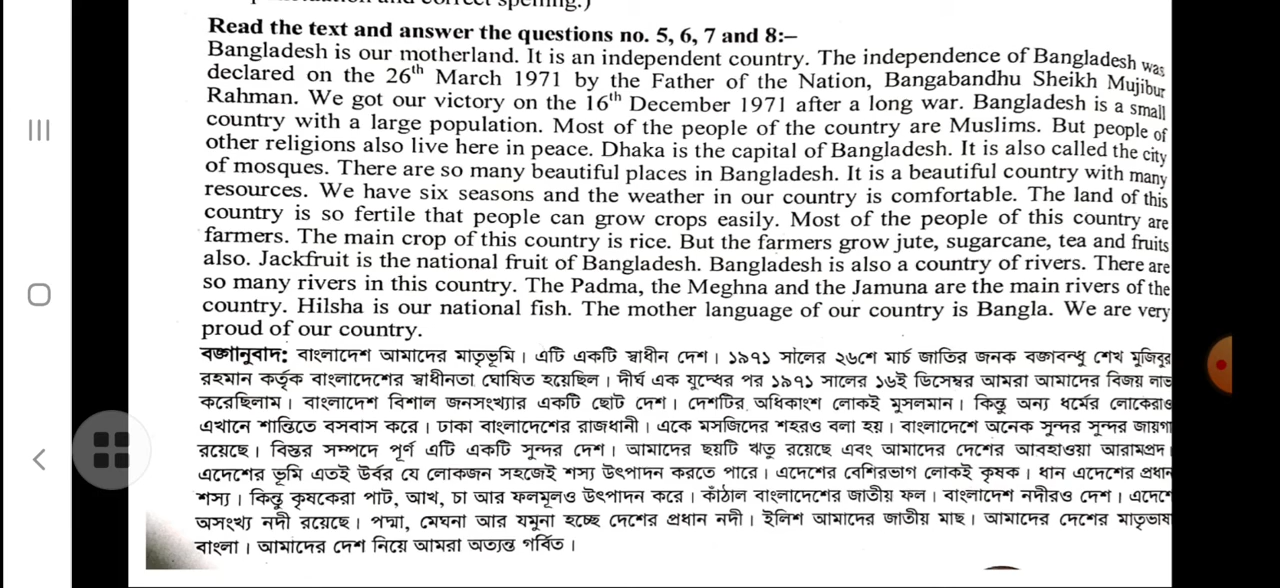 punctuation and correct spelling.)
Read the text and answer the questions no. 5, 6, 7 and 8:–
Bangladesh is our motherland. It is an independent country. The independence of Bangladesh was
declared on the 26th March 1971 by the Father of the Nation, Bangabandhu Sheikh Mujibur
Rahman. We got our victory on the 16th December 1971 after a long war. Bangladesh is a small
country with a large population. Most of the people of the country are Muslims. But people of
other religions also live here in peace. Dhaka is the capital of Bangladesh. It is also called the city
of mosques. There are so many beautiful places in Bangladesh. It is a beautiful country with many
resources. We have six seasons and the weather in our country is comfortable. The land of this
country is so fertile that people can grow crops easily. Most of the people of this country are
farmers. The main crop of this country is rice. But the farmers grow jute, sugarcane, tea and fruits
also. Jackfruit is the national fruit of Bangladesh. Bangladesh is also a country of rivers. There are
so many rivers in this country. The Padma, the Meghna and the Jamuna are the main rivers of the
country. Hilsha is our national fish. The mother language of our country is Bangla. We are very
proud of our country.
বঙ্গানুবাদ: বাংলাদেশ আমাদের মাতৃভূমি। এটি একটি স্বাধীন দেশ। ১৯৭১ সালের ২৬শে মার্চ জাতির জনক বঙ্গবন্ধু শেখ মুজিবুর
রহমান কর্তৃক বাংলাদেশের স্বাধীনতা ঘোষিত হয়েছিল। দীর্ঘ এক যুদ্ধের পর ১৯৭১ সালের ১৬ই ডিসেম্বর আমরা আমাদের বিজয় লাভ
করেছিলাম। বাংলাদেশ বিশাল জনসংখ্যার একটি ছোট দেশ। দেশটির অধিকাংশ লোকই মুসলমান। কিন্তু অন্য ধর্মের লোকেরাও
এখানে শান্তিতে বসবাস করে। ঢাকা বাংলাদেশের রাজধানী। একে মসজিদের শহরও বলা হয়। বাংলাদেশে অনেক সুন্দর সুন্দর জায়গা
রয়েছে। বিস্তর সম্পদে পূর্ণ এটি একটি সুন্দর দেশ। আমাদের ছয়টি ঋতু রয়েছে এবং আমাদের দেশের আবহাওয়া আরামপ্রদ।
এদেশের ভূমি এতই উর্বর যে লোকজন সহজেই শস্য উৎপাদন করতে পারে। এদেশের বেশিরভাগ লোকই কৃষক। ধান এদেশের প্রধান
শস্য। কিন্তু কৃষকেরা পাট, আখ, চা আর ফলমূলও উৎপাদন করে। কাঁঠাল বাংলাদেশের জাতীয় ফল। বাংলাদেশ নদীরও দেশ। এদেশে
অসংখ্য নদী রয়েছে। পদ্মা, মেঘনা আর যমুনা হচ্ছে দেশের প্রধান নদী। ইলিশ আমাদের জাতীয় মাছ। আমাদের দেশের মাতৃভাষা
বাংলা। আমাদের দেশ নিয়ে আমরা অত্যন্ত গর্বিত।